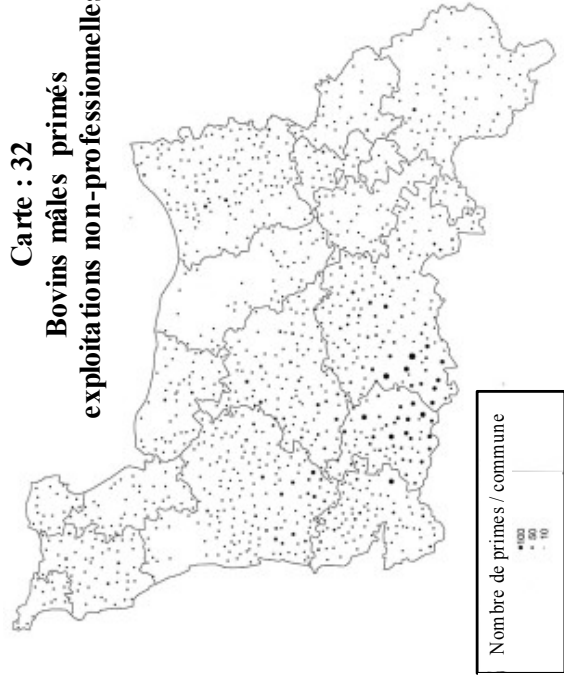 Carte : 32
Bovins mâles primés
exploitations non-professionnelles
Nombre de primes / commune
100
50
10